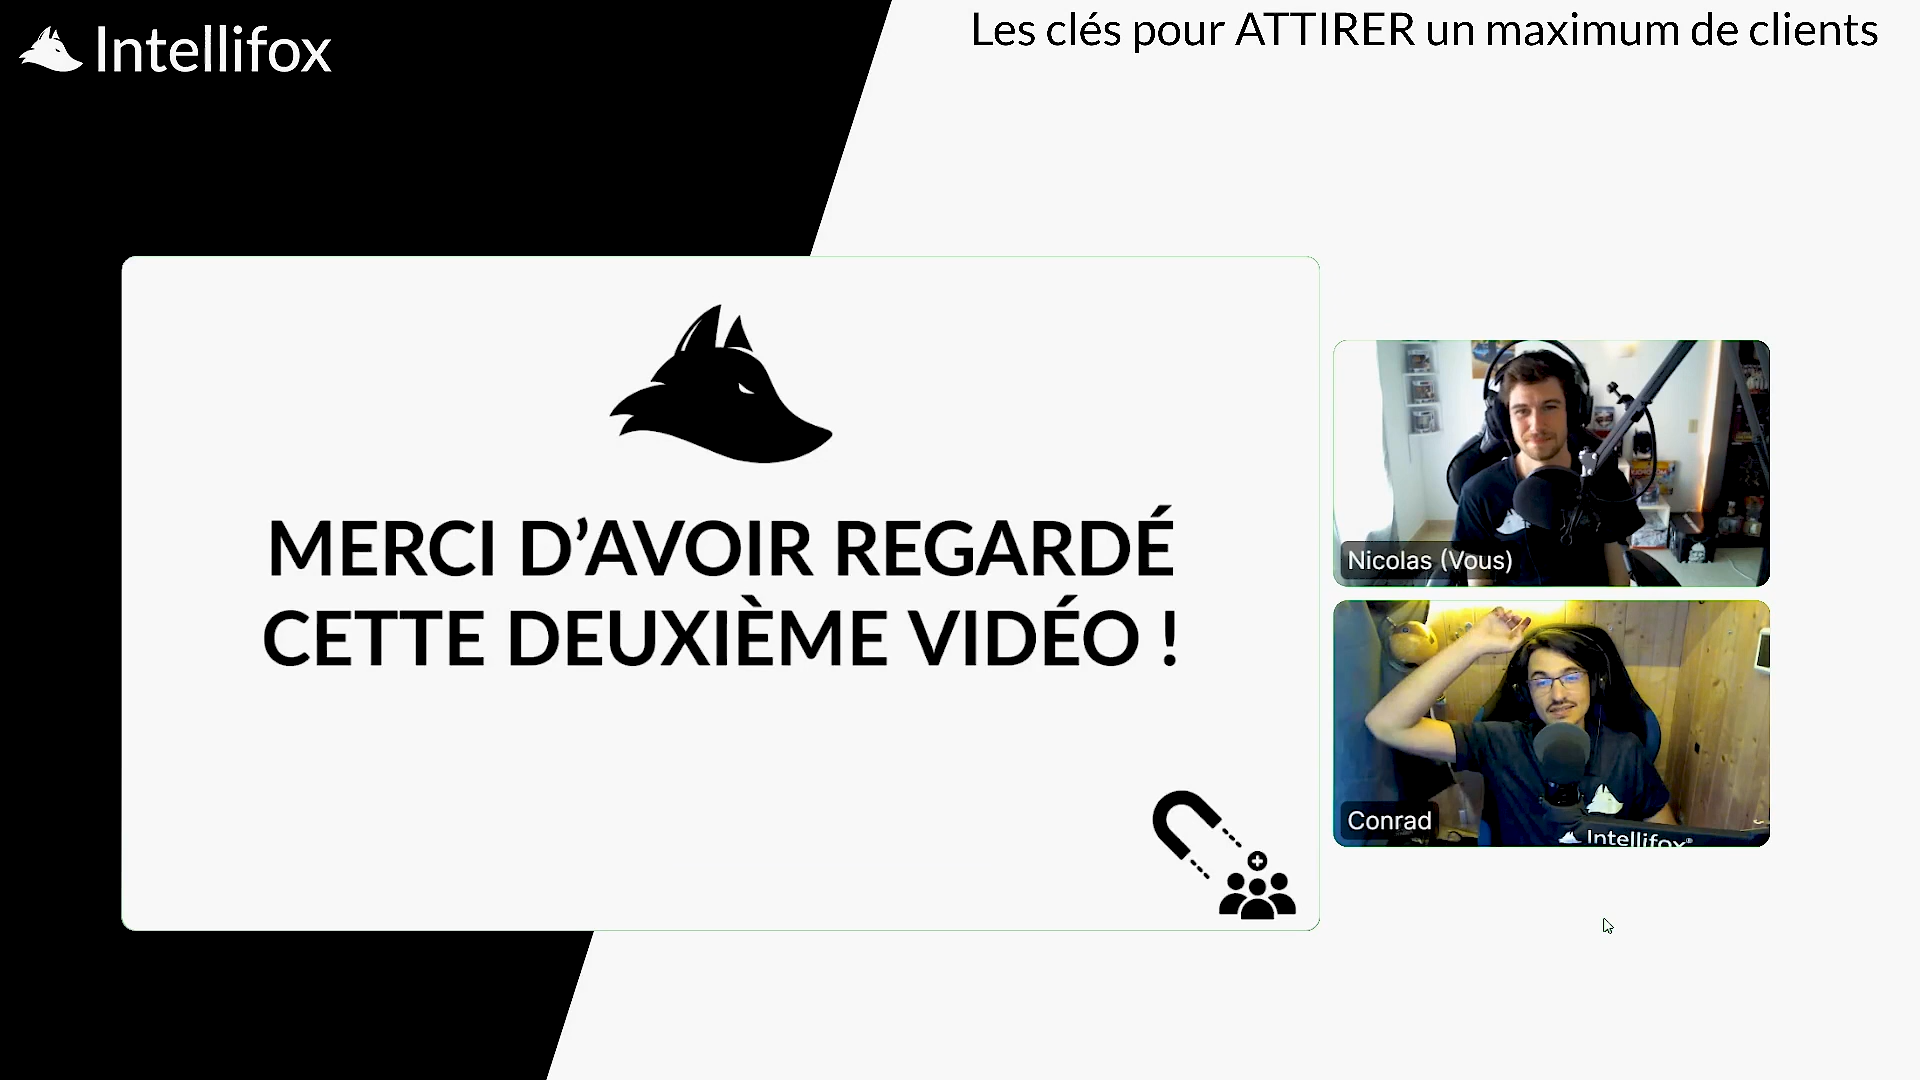 Intellifox
Les clés pour ATTIRER un maximum de clients
MERCI D’AVOIR REGARDÉ
CETTE DEUXIÈME VIDÉO !
Nicolas (Vous)
Conrad
Intellifox®